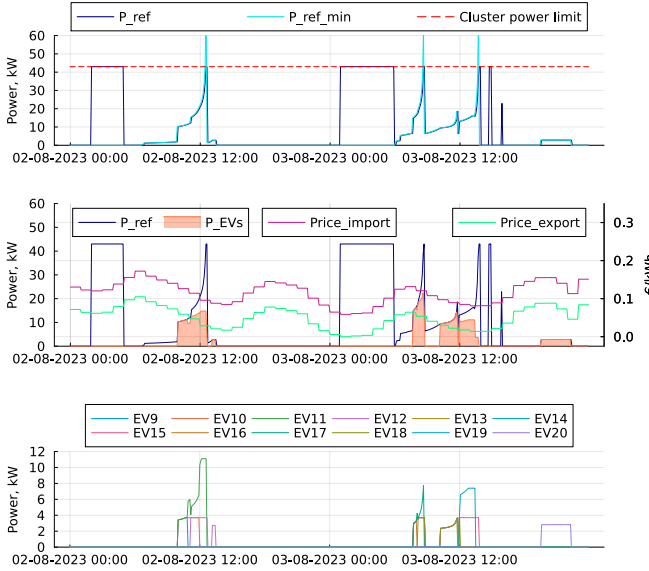 P_ref P_ref_min Cluster power limit
60
50
40
30
20
10
0
Power, kW
02-08-2023 00:00 02-08-2023 12:00 03-08-2023 00:00 03-08-2023 12:00
P_ref P_EVs Price_import Price_export
60
50
40
30
20
10
0
Power, kW
0.3
0.2
0.1
0.0
€/kWh
02-08-2023 00:00 02-08-2023 12:00 03-08-2023 00:00 03-08-2023 12:00
EV9 EV10 EV11 EV12 EV13 EV14
EV15 EV16 EV17 EV18 EV19 EV20
12
10
8
6
4
2
0
Power, kW
02-08-2023 00:00 02-08-2023 12:00 03-08-2023 00:00 03-08-2023 12:00